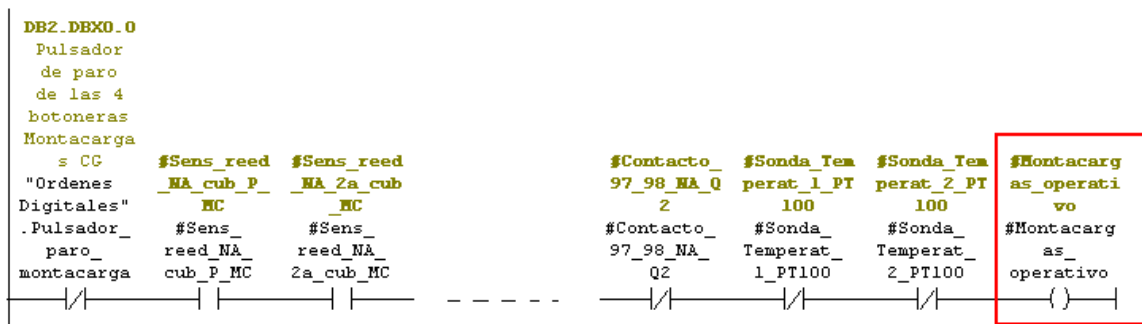 DB2.DBX0.0
Pulsador
de paro
de las 4
botoneras
Montacarga
s CG
"Ordenes
Digitales"
.Pulsador_
paro_
montacarga
#Sens_reed
_NA_cub_P_
MC
#Sens_
reed_NA_
cub_P_MC
#Sens_reed
_NA_2a_cub
_MC
#Sens_
reed_NA_
2a_cub_MC
#Contacto_
97_98_NA_Q
2
#Contacto_
97_98_NA_
Q2
#Sonda_Tem
perat_1_PT
100
#Sonda_
Temperat_
1_PT100
#Sonda_Tem
perat_2_PT
100
#Sonda_
Temperat_
2_PT100
#Montacarg
as_operati
vo
#Montacarg
as_
operativo